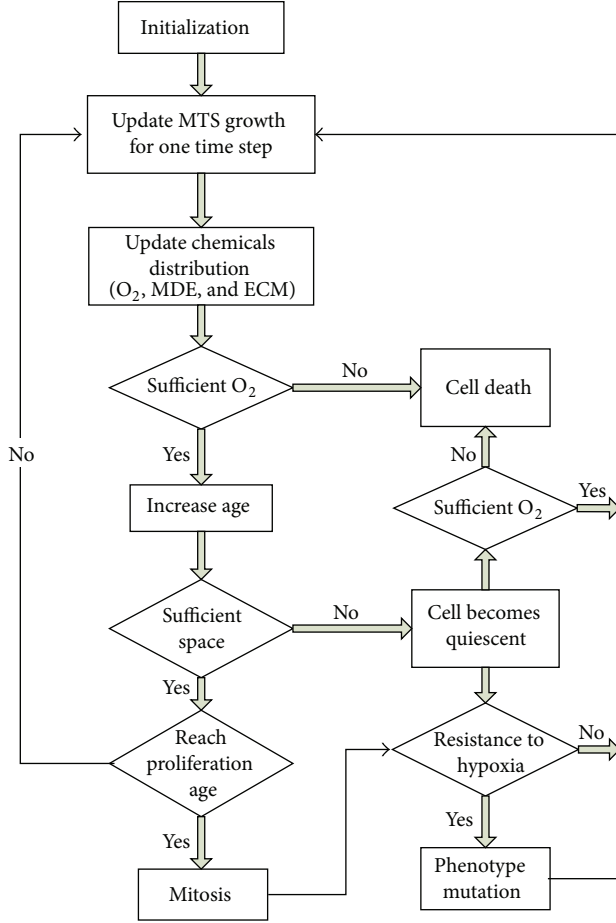 Initialization
Update MTS growth
for one time step
Update chemicals
distribution
(O₂, MDE, and ECM)
Sufficient O₂
No
Cell death
Yes
No
No
Increase age
Sufficient O₂
Yes
Sufficient
space
No
Cell becomes
quiescent
Yes
Reach
proliferation
age
Resistance to
hypoxia
No
Yes
Yes
Mitosis
Phenotype
mutation